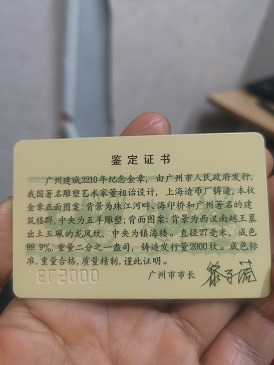 鉴定证书
广州建城2210年纪念金章，由广州市人民政府发行，
我国著名雕塑艺术家董祖诒设计，上海造币厂铸造，本枚
金章正面图案：背景为珠江河畔、海印桥和广州著名的建
筑楼群，中央为五羊雕塑；背面图案：背景为西汉南越王墓
出土玉珮的龙凤纹，中央为镇海楼。直径27毫米，成色
99.9%，重量二分之一盎司，铸造发行量2000枚。成色标
准，重量合格，质量精制，谨此证明。
广州市市长 黎子流